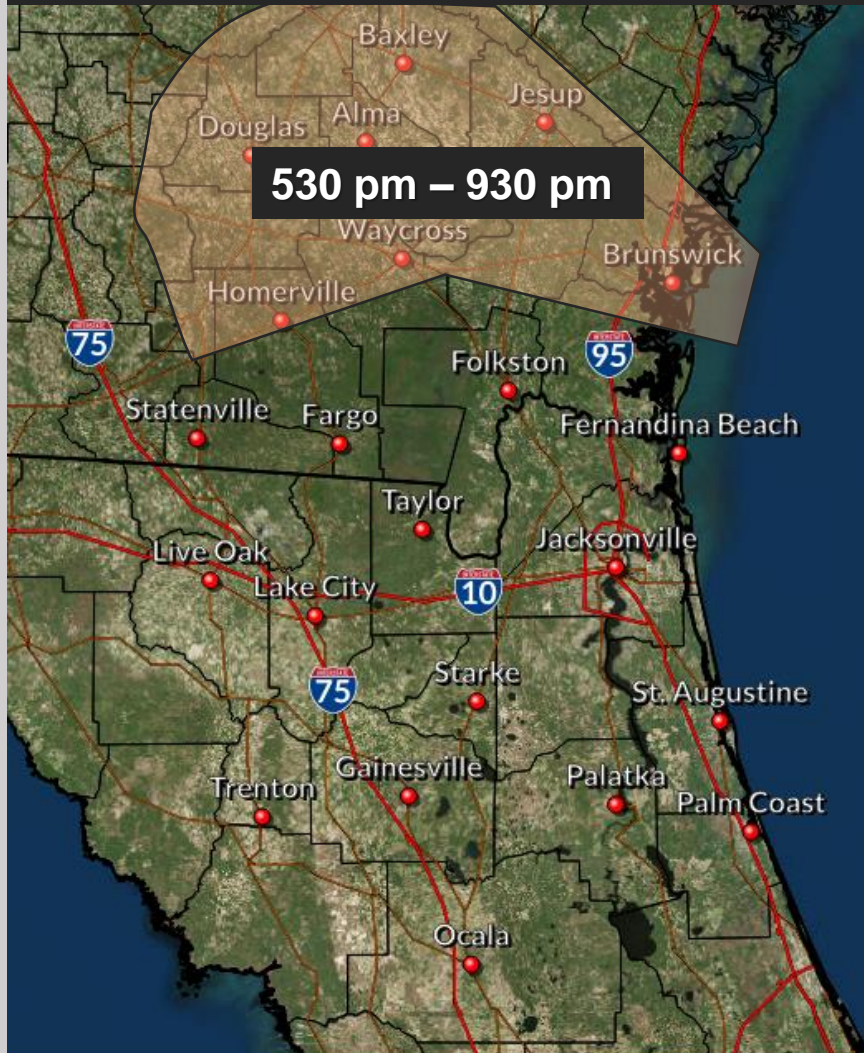 Baxley
Jesup
Alma
Douglas
530 pm – 930 pm
Waycross
Brunswick
Homerville
75
95
Folkston
Statenville
Fargo
Fernandina Beach
Taylor
Jacksonville
Live Oak
Lake City
10
Starke
75
St. Augustine
Gainesville
Palatka
Trenton
Palm Coast
Ocala